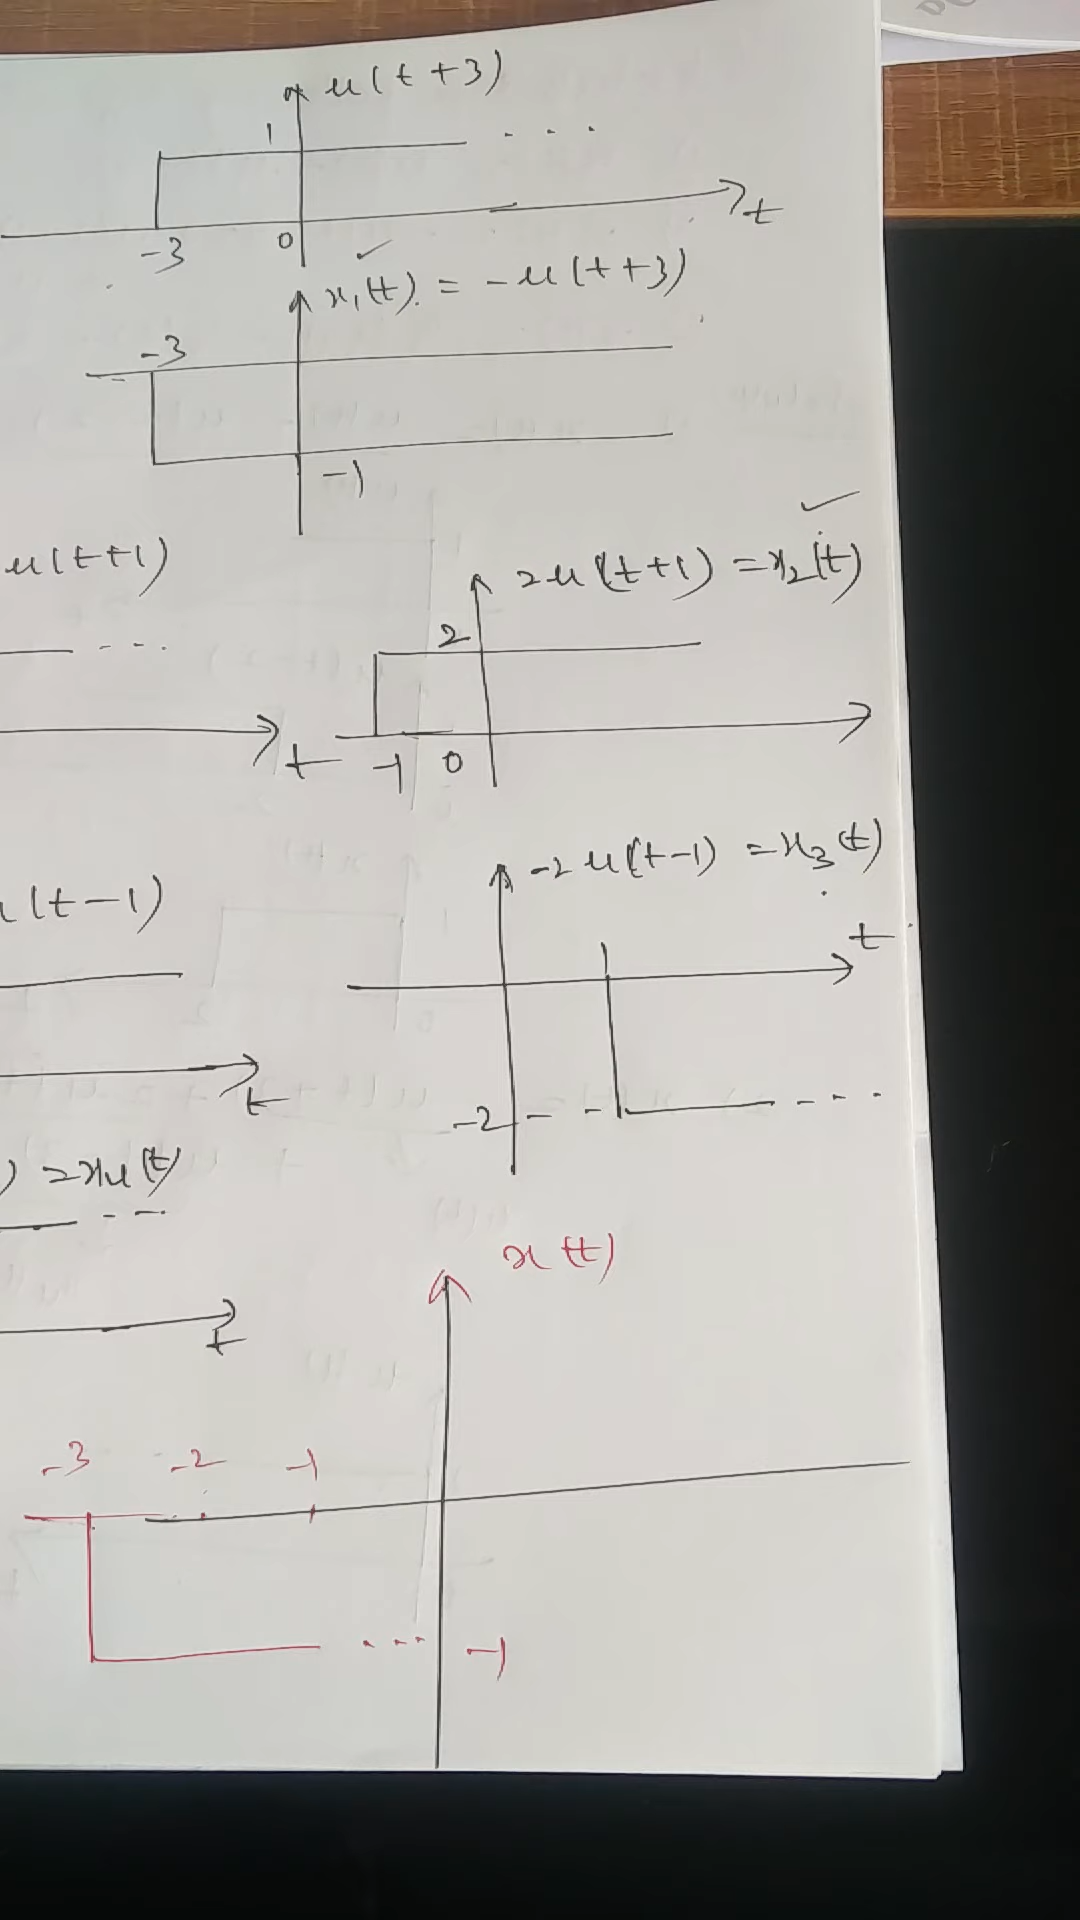 u(t+3)
1 . . .
t
-3 0
x₁(t) = -u(t+3)
-3
-1
u(t+1) 2u(t+1) = x₂(t)
- - . 2
t -1 0
-2u(t-1) = x₃(t)
(t-1) 1 t
t -2 - - - - -
) = x₄(t)
- - .
x(t)
t
-3 -2 -1
... -1